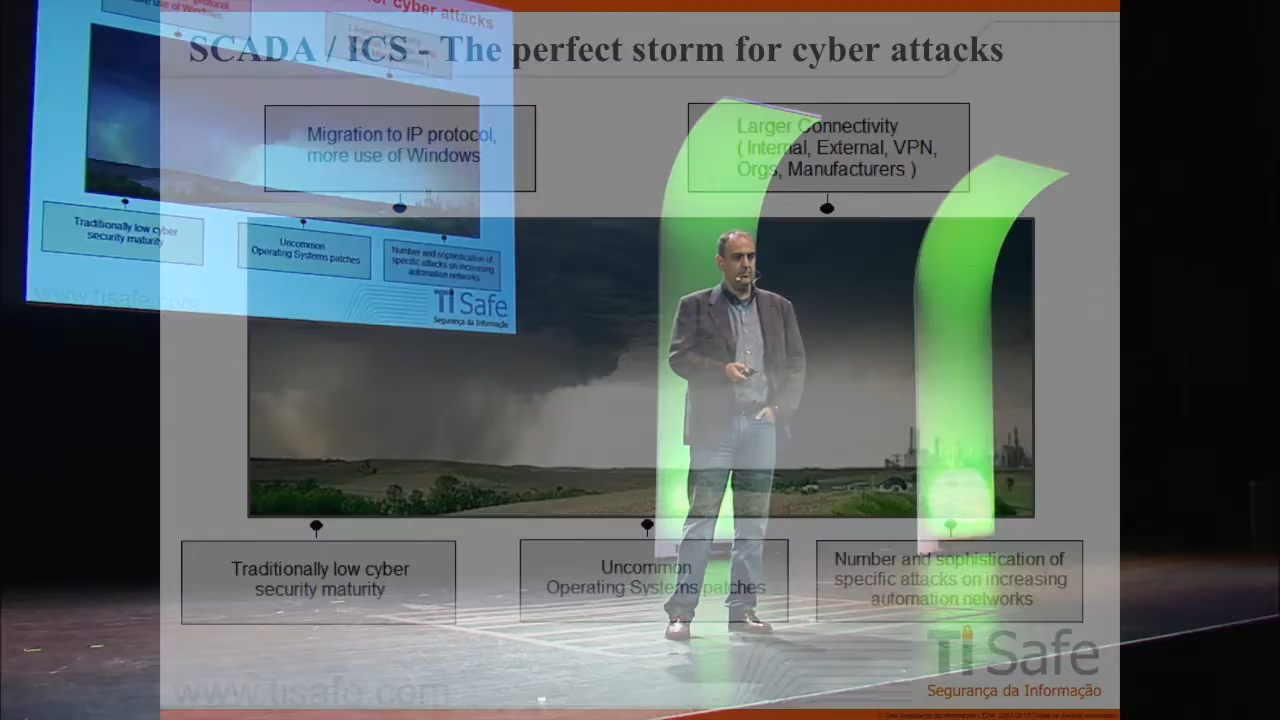 cyber attacks
use of Windows
SCADA / ICS - The perfect storm for cyber attacks
Migration to IP protocol,
more use of Windows
Larger Connectivity
( Internal, External, VPN,
Orgs, Manufacturers )
Traditionally low cyber
security maturity
Uncommon
Operating Systems patches
Number and sophistication of
specific attacks on increasing
automation networks
www.tisafe.com
TI Safe
Segurança da Informação
Traditionally low cyber
security maturity
Uncommon
Operating Systems patches
Number and sophistication of
specific attacks on increasing
automation networks
www.tisafe.com
TI Safe
Segurança da Informação